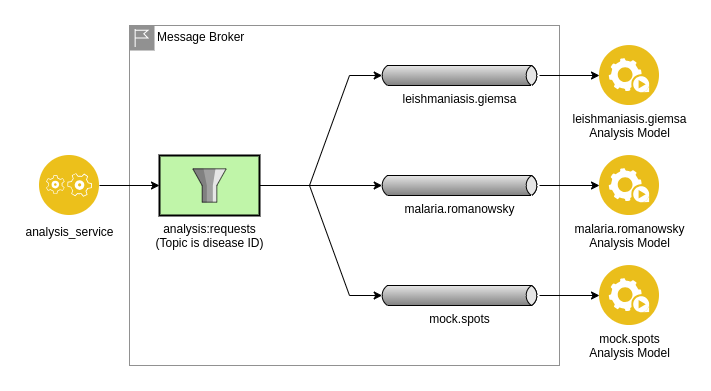 Message Broker
leishmaniasis.giemsa
leishmaniasis.giemsa
Analysis Model
analysis_service
analysis:requests
(Topic is disease ID)
malaria.romanowsky
malaria.romanowsky
Analysis Model
mock.spots
mock.spots
Analysis Model